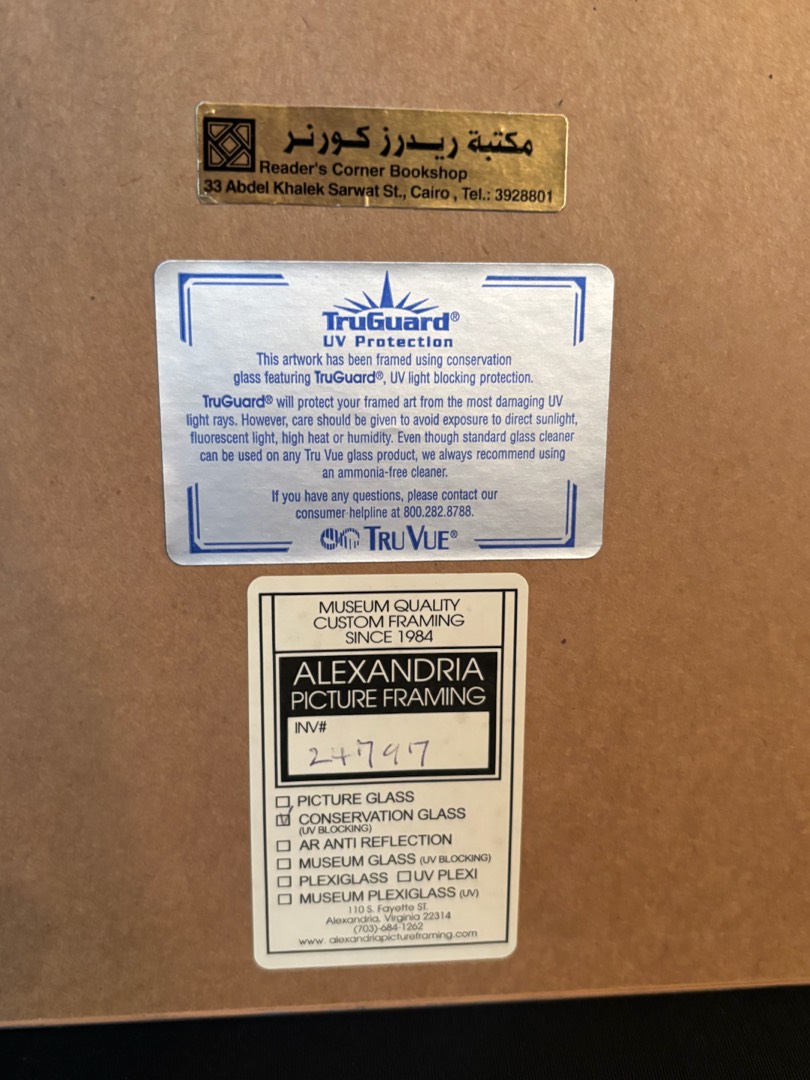 مكتبة ريدرز كورنر
Reader's Corner Bookshop
33 Abdel Khalek Sarwat St., Cairo , Tel.: 3928801
TruGuard®
UV Protection
This artwork has been framed using conservation
glass featuring TruGuard®, UV light blocking protection.
TruGuard® will protect your framed art from the most damaging UV
light rays. However, care should be given to avoid exposure to direct sunlight,
fluorescent light, high heat or humidity. Even though standard glass cleaner
can be used on any Tru Vue glass product, we always recommend using
an ammonia-free cleaner.
If you have any questions, please contact our
consumer helpline at 800.282.8788.
TRU VUE®
MUSEUM QUALITY
CUSTOM FRAMING
SINCE 1984
ALEXANDRIA
PICTURE FRAMING
INV#
24797
PICTURE GLASS
CONSERVATION GLASS
(UV BLOCKING)
AR ANTI REFLECTION
MUSEUM GLASS (UV BLOCKING)
PLEXIGLASS UV PLEXI
MUSEUM PLEXIGLASS (UV)
110 S. Fayette ST.
Alexandria, Virginia 22314
(703)-684-1262
www. alexandriapictureframing.com